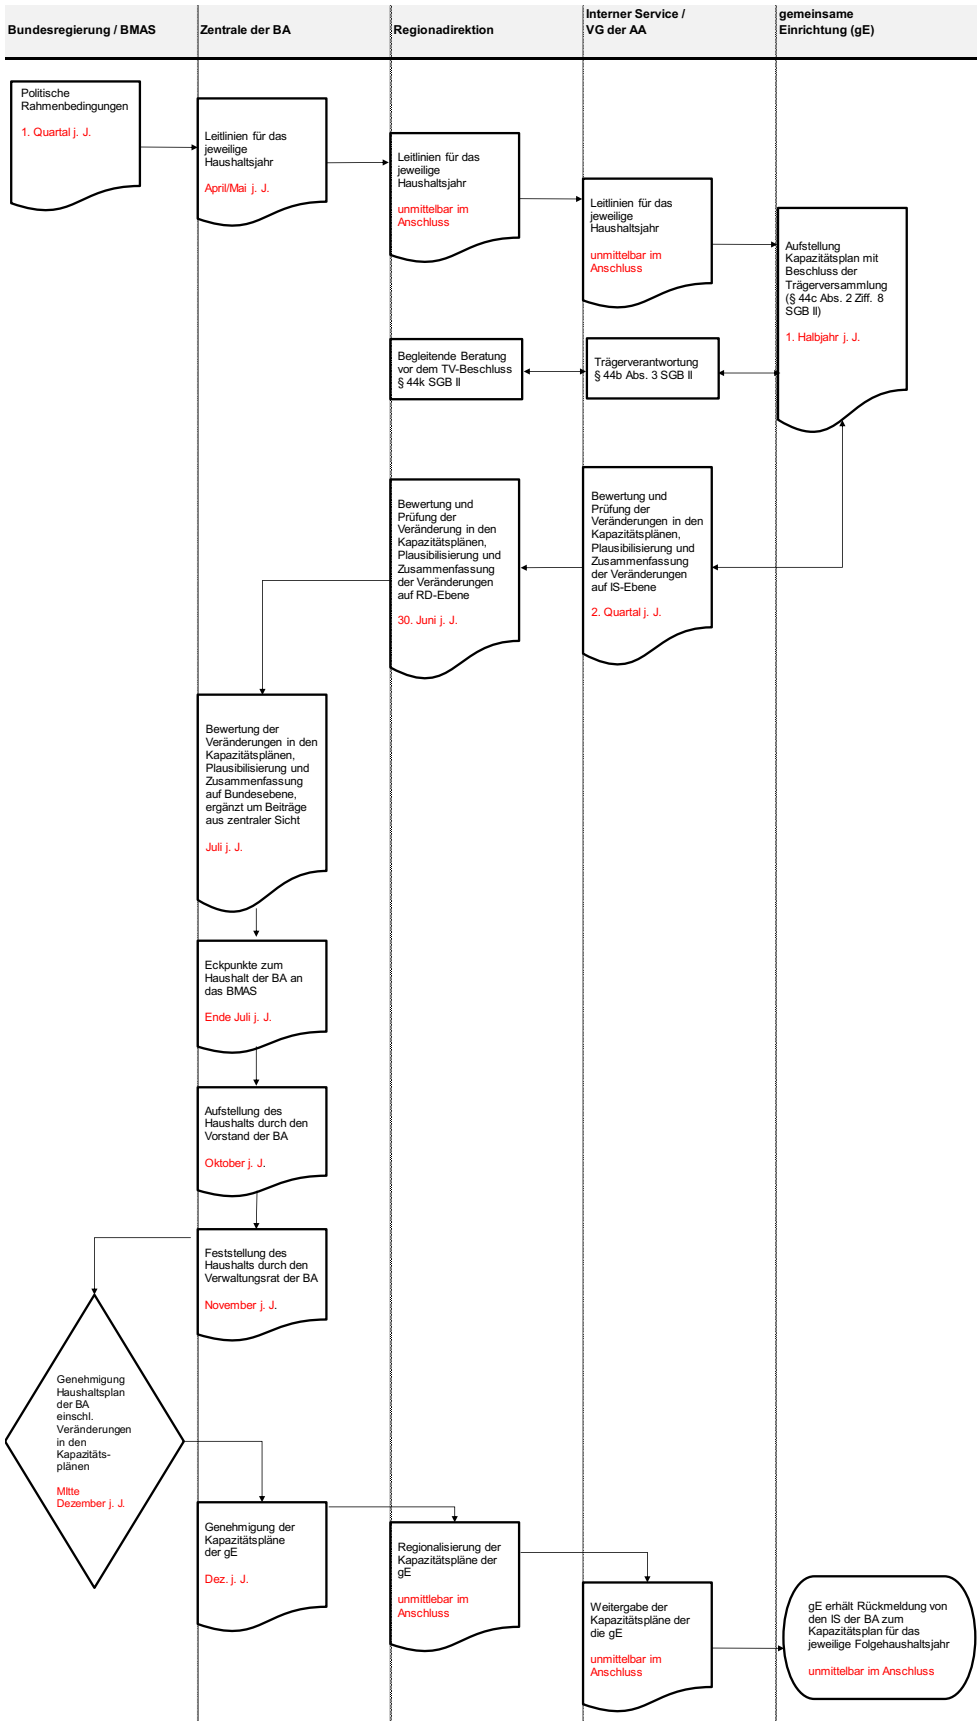 Bundesregierung / BMAS
Zentrale der BA
Regionadirektion
Interner Service /
VG der AA
gemeinsame
Einrichtung (gE)
Politische
Rahmenbedingungen
1. Quartal j. J.
Leitlinien für das
jeweilige
Haushaltsjahr
April/Mai j. J.
Leitlinien für das
jeweilige
Haushaltsjahr
unmittelbar im
Anschluss
Leitlinien für das
jeweilige
Haushaltsjahr
unmittelbar im
Anschluss
Aufstellung
Kapazitätsplan mit
Beschluss der
Trägerversammlung
(§ 44c Abs. 2 Ziff. 8
SGB II)
1. Halbjahr j. J.
Begleitende Beratung
vor dem TV-Beschluss
§ 44k SGB II
Trägerverantwortung
§ 44b Abs. 3 SGB II
Bewertung und
Prüfung der
Veränderung in den
Kapazitätsplänen,
Plausibilisierung und
Zusammenfassung
der Veränderungen
auf RD-Ebene
30. Juni j. J.
Bewertung und
Prüfung der
Veränderungen in den
Kapazitätsplänen,
Plausibilisierung und
Zusammenfassung
der Veränderungen
auf IS-Ebene
2. Quartal j. J.
Bewertung der
Veränderungen in den
Kapazitätsplänen,
Plausibilisierung und
Zusammenfassung
auf Bundesebene,
ergänzt um Beiträge
aus zentraler Sicht
Juli j. J.
Eckpunkte zum
Haushalt der BA an
das BMAS
Ende Juli j. J.
Aufstellung des
Haushalts durch den
Vorstand der BA
Oktober j. J.
Feststellung des
Haushalts durch den
Verwaltungsrat der BA
November j. J.
Genehmigung
Haushaltsplan
der BA
einschl.
Veränderungen
in den
Kapazitäts-
plänen
MItte
Dezember j. J.
Genehmigung der
Kapazitätspläne
der gE
Dez. j. J.
Regionalisierung der
Kapazitätspläne der
gE
unmittlebar im
Anschluss
Weitergabe der
Kapazitätspläne der
die gE
unmittelbar im
Anschluss
gE erhält Rückmeldung von
den IS der BA zum
Kapazitätsplan für das
jeweilige Folgehaushaltsjahr
unmittelbar im Anschluss